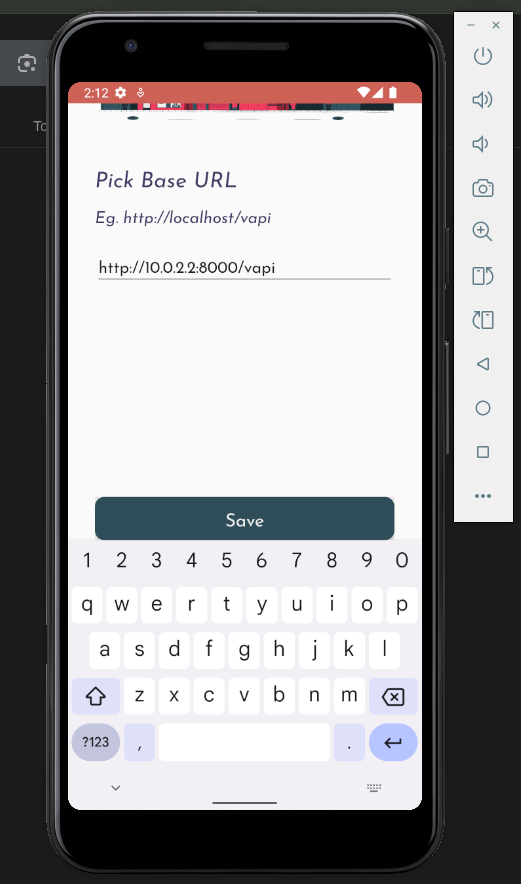 To
2:12
Pick Base URL
Eg. http://localhost/vapi
http://10.0.2.2:8000/vapi
Save
1 2 3 4 5 6 7 8 9 0
q w e r t y u i o p
a s d f g h j k l
z x c v b n m
?123 , .